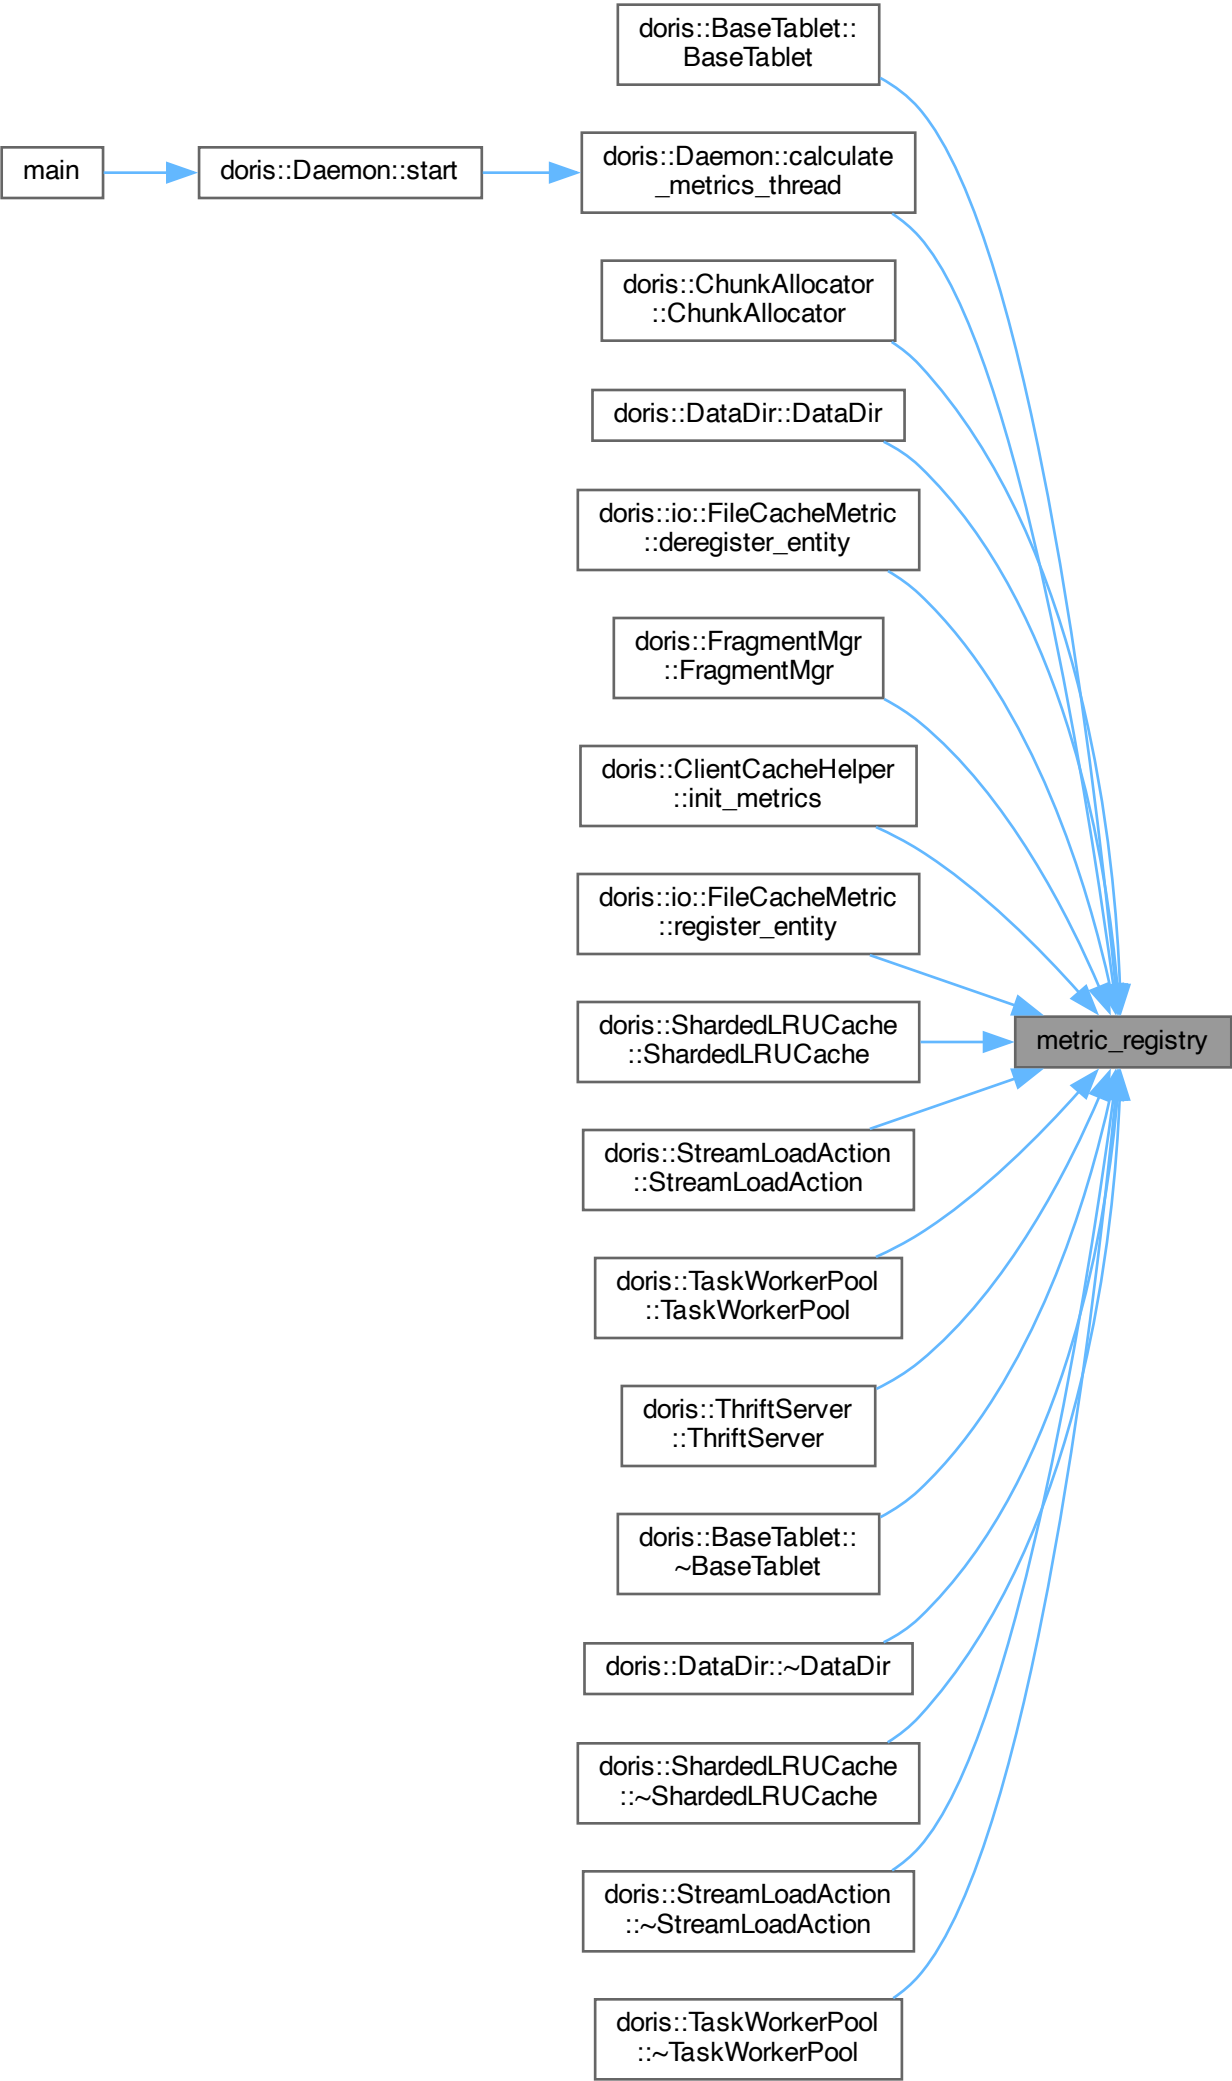 doris::BaseTablet::
BaseTablet
main
doris::Daemon::start
doris::Daemon::calculate
_metrics_thread
doris::ChunkAllocator
::ChunkAllocator
doris::DataDir::DataDir
doris::io::FileCacheMetric
::deregister_entity
doris::FragmentMgr
::FragmentMgr
doris::ClientCacheHelper
::init_metrics
doris::io::FileCacheMetric
::register_entity
doris::ShardedLRUCache
::ShardedLRUCache
metric_registry
doris::StreamLoadAction
::StreamLoadAction
doris::TaskWorkerPool
::TaskWorkerPool
doris::ThriftServer
::ThriftServer
doris::BaseTablet::
~BaseTablet
doris::DataDir::~DataDir
doris::ShardedLRUCache
::~ShardedLRUCache
doris::StreamLoadAction
::~StreamLoadAction
doris::TaskWorkerPool
::~TaskWorkerPool